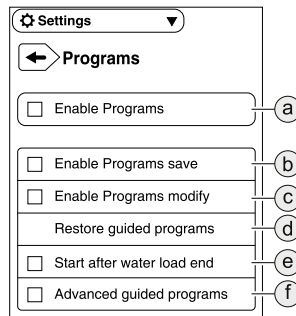 Settings
Programs
Enable Programs
a
Enable Programs save
b
Enable Programs modify
c
Restore guided programs
d
Start after water load end
e
Advanced guided programs
f